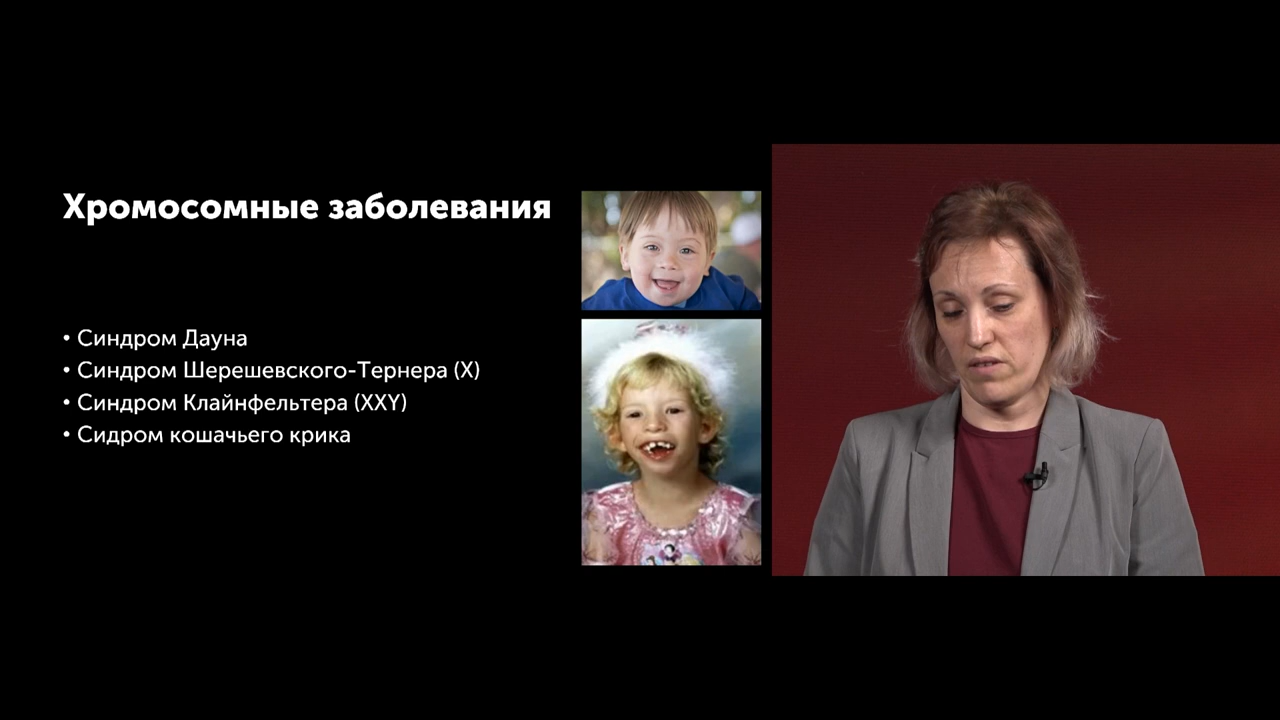 Хромосомные заболевания
• Синдром Дауна
• Синдром Шерешевского-Тернера (X)
• Синдром Клайнфельтера (XXY)
• Сидром кошачьего крика